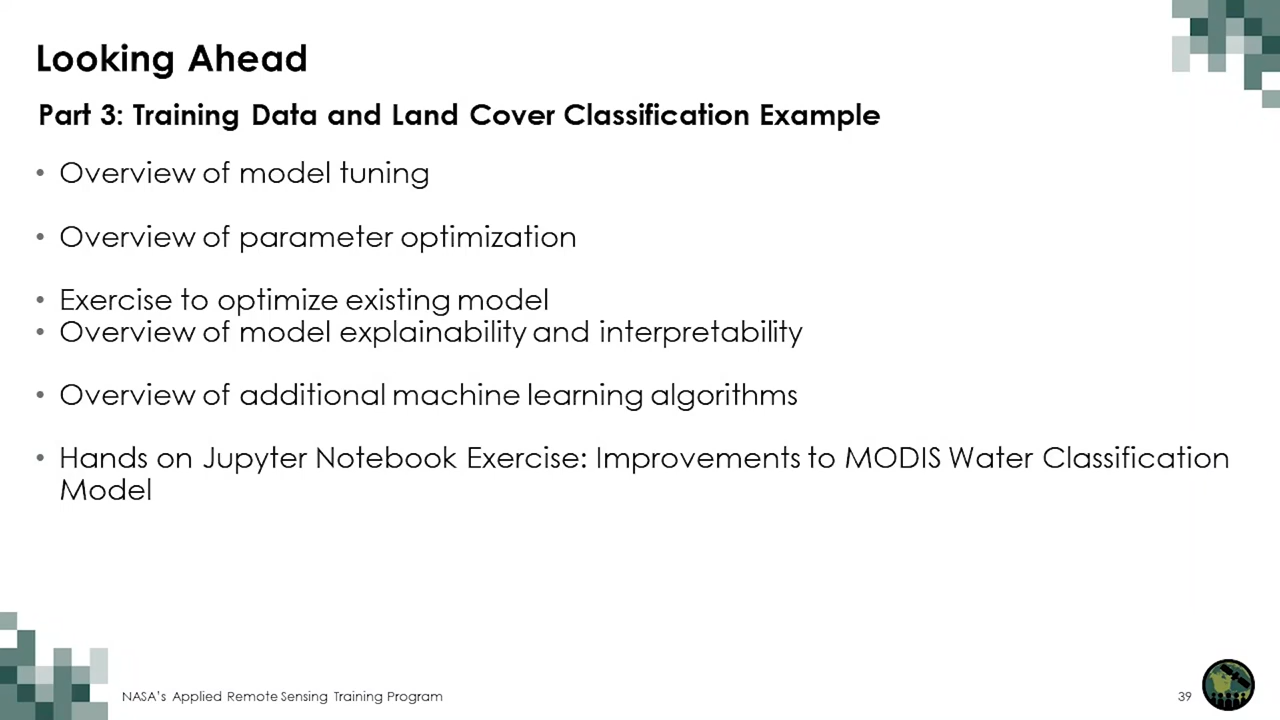 Looking Ahead
Part 3: Training Data and Land Cover Classification Example
• Overview of model tuning
• Overview of parameter optimization
• Exercise to optimize existing model
• Overview of model explainability and interpretability
• Overview of additional machine learning algorithms
• Hands on Jupyter Notebook Exercise: Improvements to MODIS Water Classification
Model
NASA's Applied Remote Sensing Training Program
39